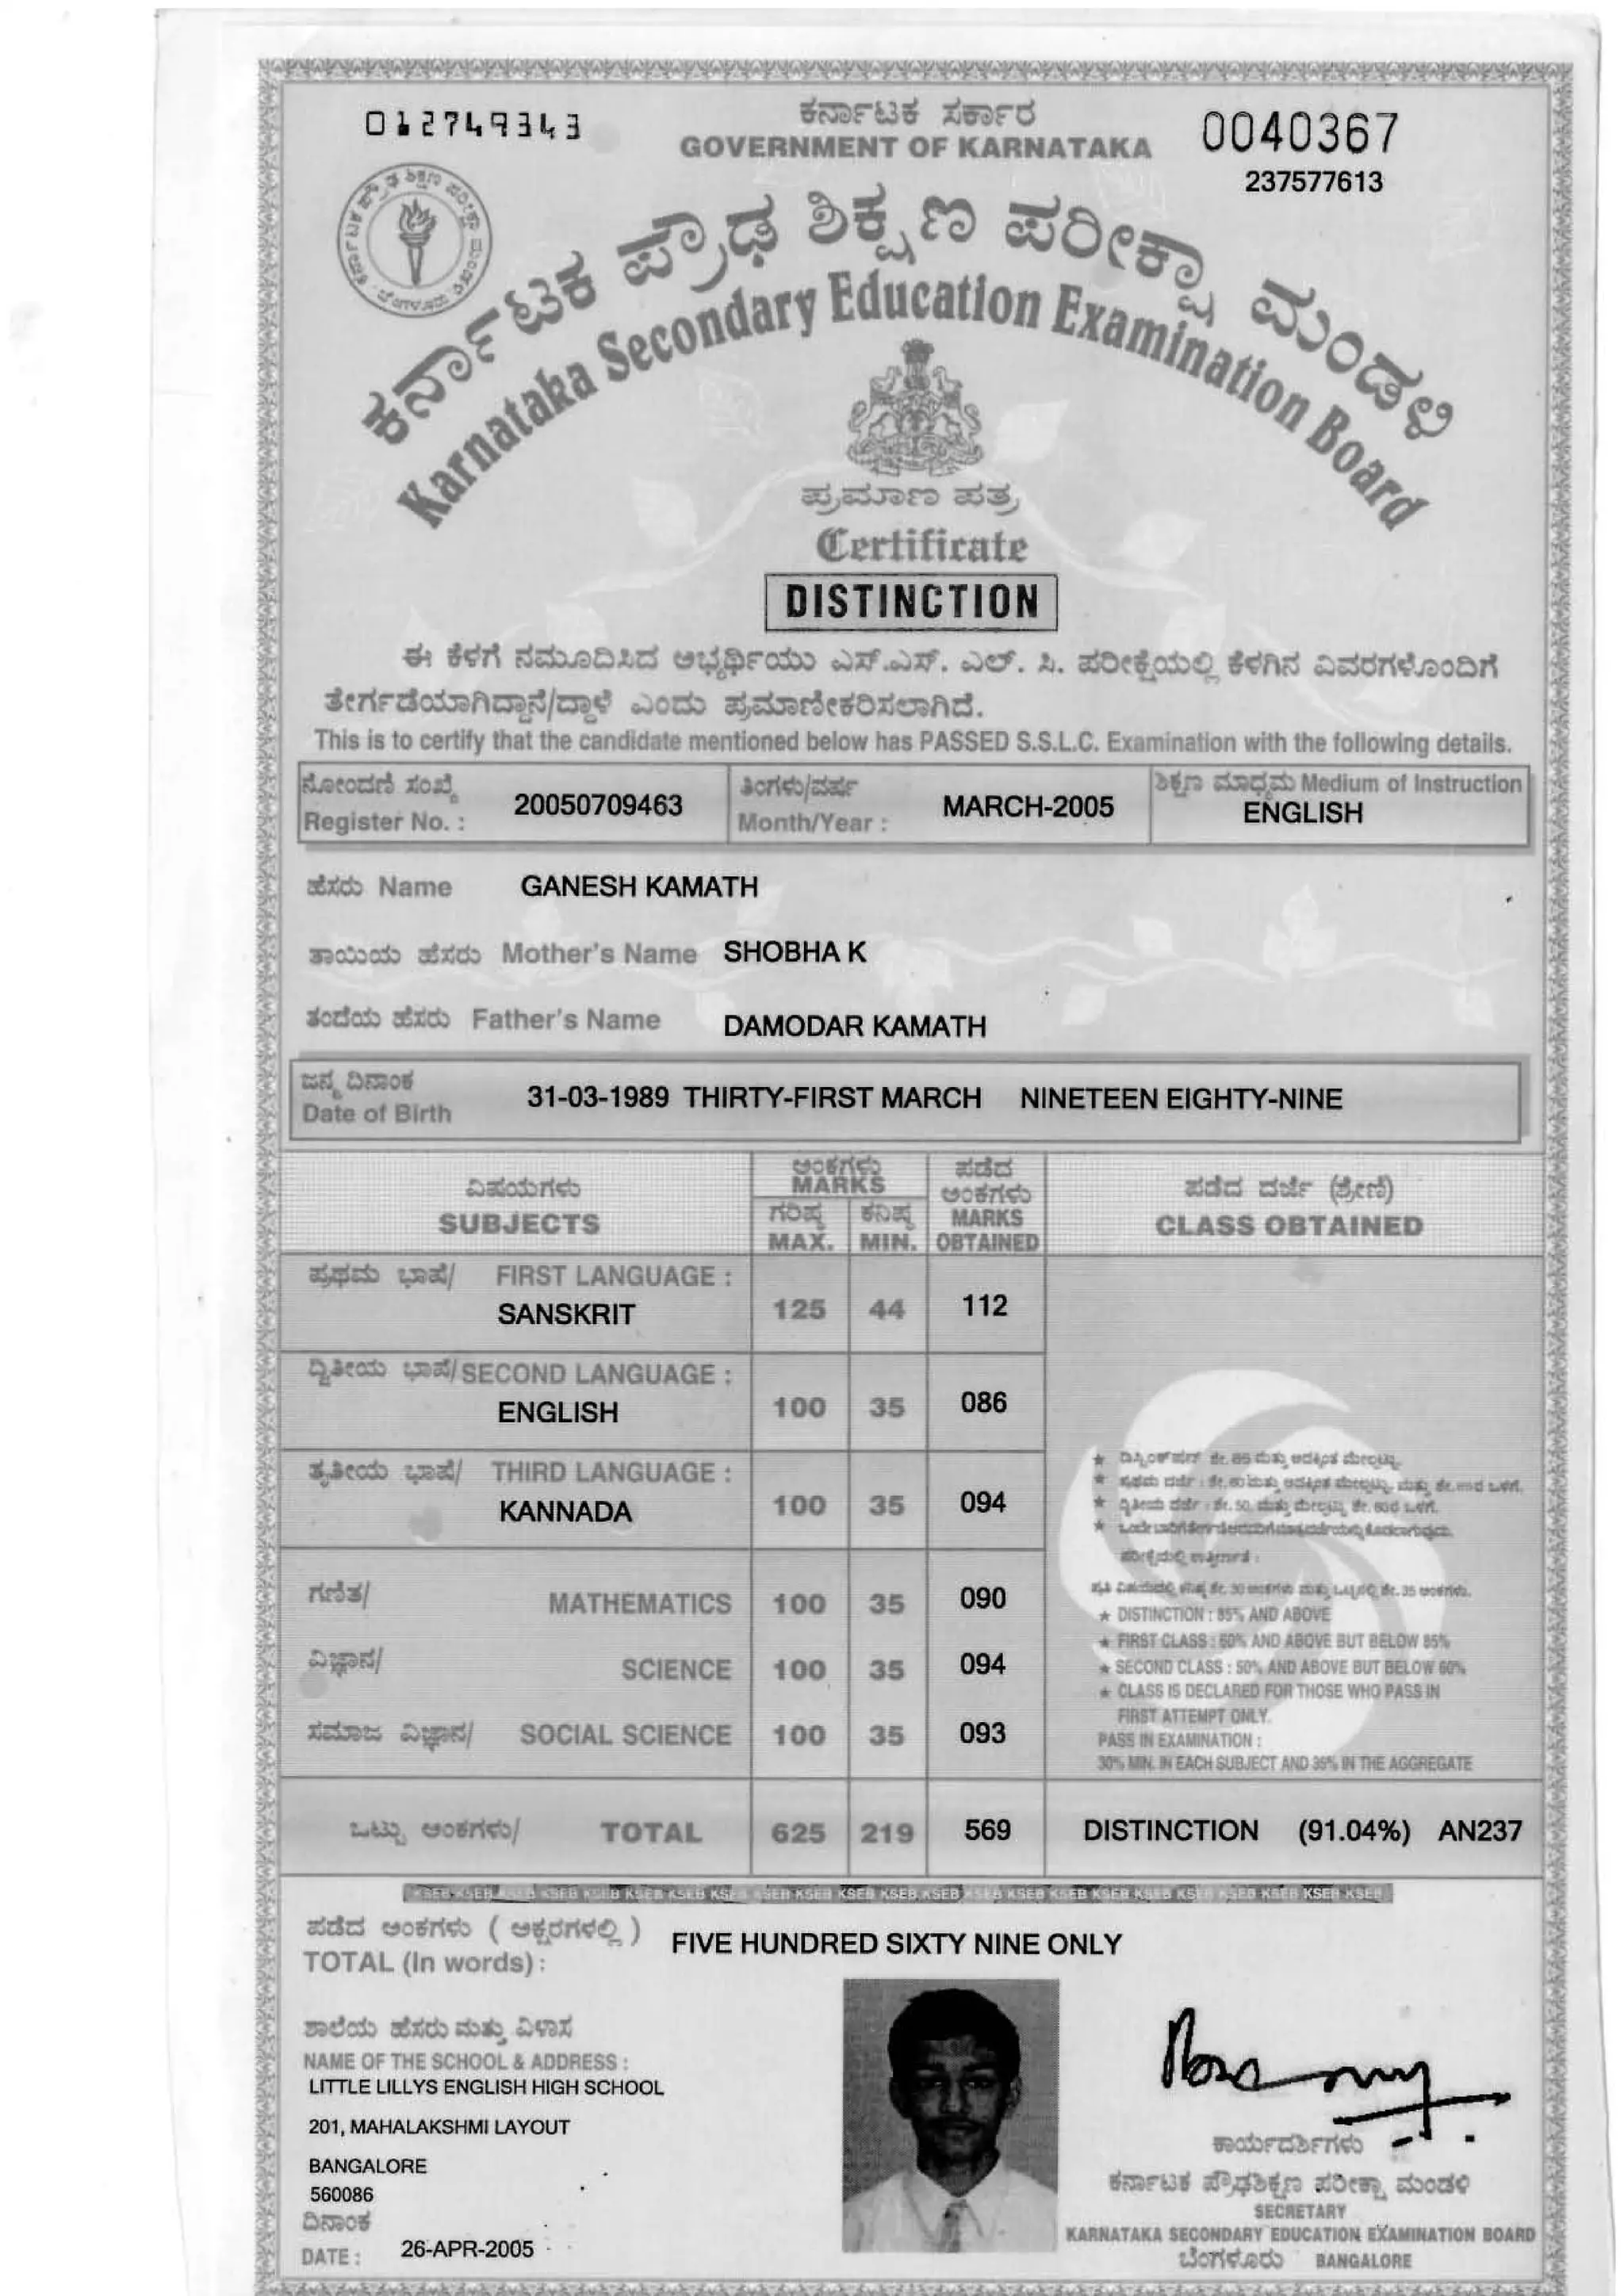 012749343
ಕರ್ನಾಟಕ ಸರ್ಕಾರ
GOVERNMENT OF KARNATAKA
0040367
237577613
ಕರ್ನಾಟಕ ಪ್ರೌಢ ಶಿಕ್ಷಣ ಪರೀಕ್ಷಾ ಮಂಡಳಿ
Karnataka Secondary Education Examination Board
ಪ್ರಮಾಣ ಪತ್ರ
Certificate
DISTINCTION
ಈ ಕೆಳಗೆ ನಮೂದಿಸಿದ ಅಭ್ಯರ್ಥಿಯು ಎಸ್.ಎಸ್. ಎಲ್. ಸಿ. ಪರೀಕ್ಷೆಯಲ್ಲಿ ಕೆಳಗಿನ ವಿವರಗಳೊಂದಿಗೆ
ತೇರ್ಗಡೆಯಾಗಿದ್ದಾನೆ/ದ್ದಾಳೆ ಎಂದು ಪ್ರಮಾಣೀಕರಿಸಲಾಗಿದೆ.
This is to certify that the candidate mentioned below has PASSED S.S.L.C. Examination with the following details.
ನೋಂದಣಿ ಸಂಖ್ಯೆ
Register No. : 20050709463
ತಿಂಗಳು/ವರ್ಷ
Month/Year : MARCH-2005
ಶಿಕ್ಷಣ ಮಾಧ್ಯಮ Medium of Instruction
ENGLISH
ಹೆಸರು Name GANESH KAMATH
ತಾಯಿಯ ಹೆಸರು Mother's Name SHOBHA K
ತಂದೆಯ ಹೆಸರು Father's Name DAMODAR KAMATH
ಜನ್ಮ ದಿನಾಂಕ
Date of Birth 31-03-1989 THIRTY-FIRST MARCH NINETEEN EIGHTY-NINE
ವಿಷಯಗಳು
SUBJECTS
ಅಂಕಗಳು
MARKS
ಗರಿಷ್ಠ ಕನಿಷ್ಠ
MAX. MIN.
ಪಡೆದ
ಅಂಕಗಳು
MARKS
OBTAINED
ಪಡೆದ ದರ್ಜೆ (ಶ್ರೇಣಿ)
CLASS OBTAINED
ಪ್ರಥಮ ಭಾಷೆ/ FIRST LANGUAGE :
SANSKRIT 125 44 112
ದ್ವಿತೀಯ ಭಾಷೆ/ SECOND LANGUAGE :
ENGLISH 100 35 086
ತೃತೀಯ ಭಾಷೆ/ THIRD LANGUAGE :
KANNADA 100 35 094
ಗಣಿತ/ MATHEMATICS 100 35 090
ವಿಜ್ಞಾನ/ SCIENCE 100 35 094
ಸಮಾಜ ವಿಜ್ಞಾನ/ SOCIAL SCIENCE 100 35 093
★ DISTINCTION : 85% AND ABOVE
★ FIRST CLASS : 60% AND ABOVE BUT BELOW 85%
★ SECOND CLASS : 50% AND ABOVE BUT BELOW 60%
★ CLASS IS DECLARED FOR THOSE WHO PASS IN
FIRST ATTEMPT ONLY.
PASS IN EXAMINATION :
30% MIN. IN EACH SUBJECT AND 35% IN THE AGGREGATE
ಒಟ್ಟು ಅಂಕಗಳು/ TOTAL 625 219 569 DISTINCTION (91.04%) AN237
KSEB KSEB KSEB KSEB KSEB KSEB KSEB KSEB
ಪಡೆದ ಅಂಕಗಳು ( ಅಕ್ಷರಗಳಲ್ಲಿ )
TOTAL (In words) : FIVE HUNDRED SIXTY NINE ONLY
ಶಾಲೆಯ ಹೆಸರು ಮತ್ತು ವಿಳಾಸ
NAME OF THE SCHOOL & ADDRESS :
LITTLE LILLYS ENGLISH HIGH SCHOOL
201, MAHALAKSHMI LAYOUT
BANGALORE
560086
ದಿನಾಂಕ
DATE : 26-APR-2005
ಕಾರ್ಯದರ್ಶಿಗಳು
ಕರ್ನಾಟಕ ಪ್ರೌಢಶಿಕ್ಷಣ ಪರೀಕ್ಷಾ ಮಂಡಳಿ
SECRETARY
KARNATAKA SECONDARY EDUCATION EXAMINATION BOARD
ಬೆಂಗಳೂರು BANGALORE